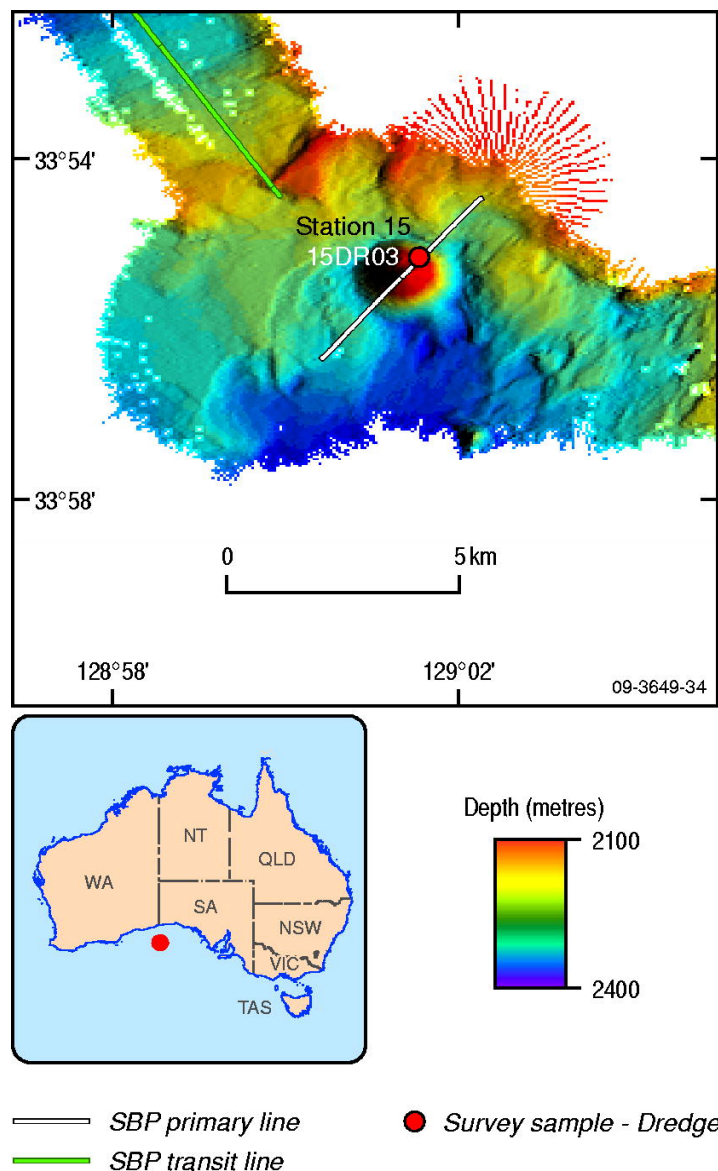 33°54'
Station 15
15DR03
33°58'
0 5 km
128°58' 129°02'
09-3649-34
Depth (metres)
2100
2400
NT
QLD
WA
SA
NSW
VIC
TAS
SBP primary line
Survey sample - Dredge
SBP transit line